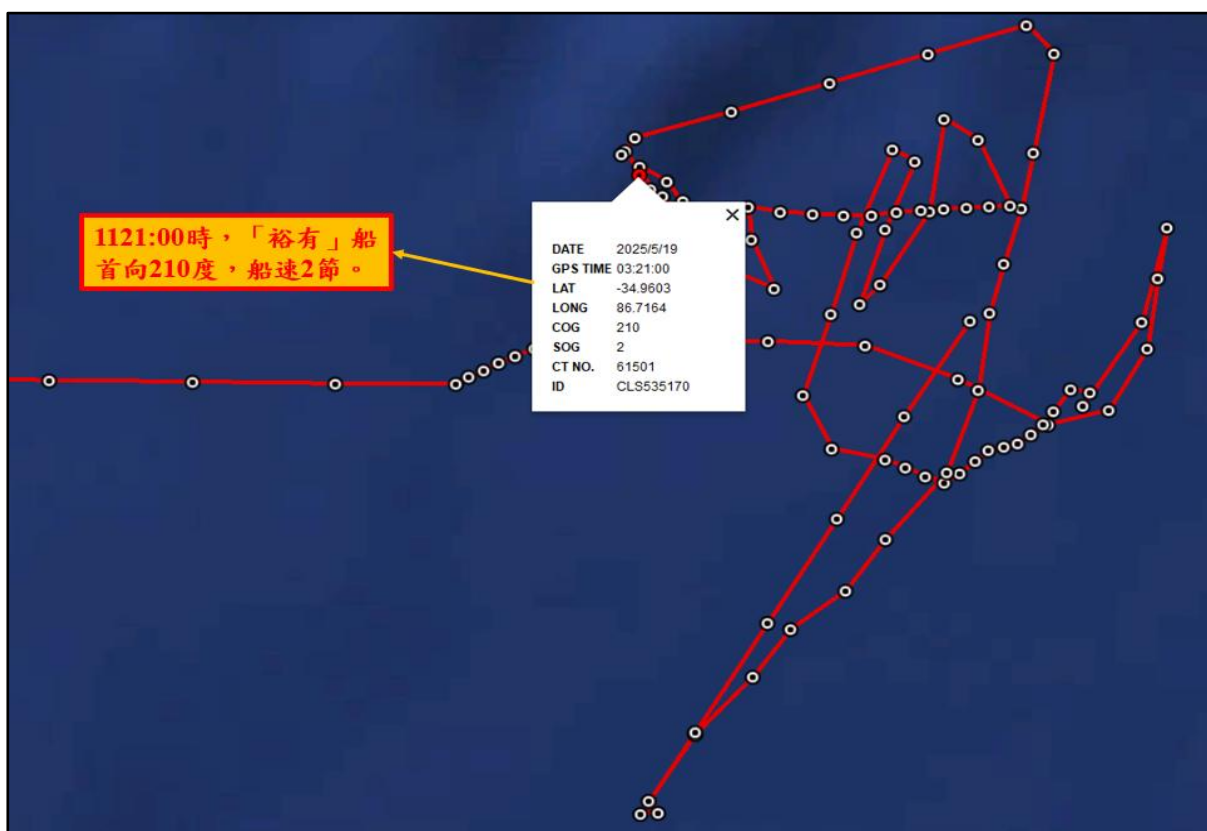 1121:00時，「裕有」船
首向210度，船速2節。
×
DATE 2025/5/19
GPS TIME 03:21:00
LAT -34.9603
LONG 86.7164
COG 210
SOG 2
CT NO. 61501
ID CLS535170